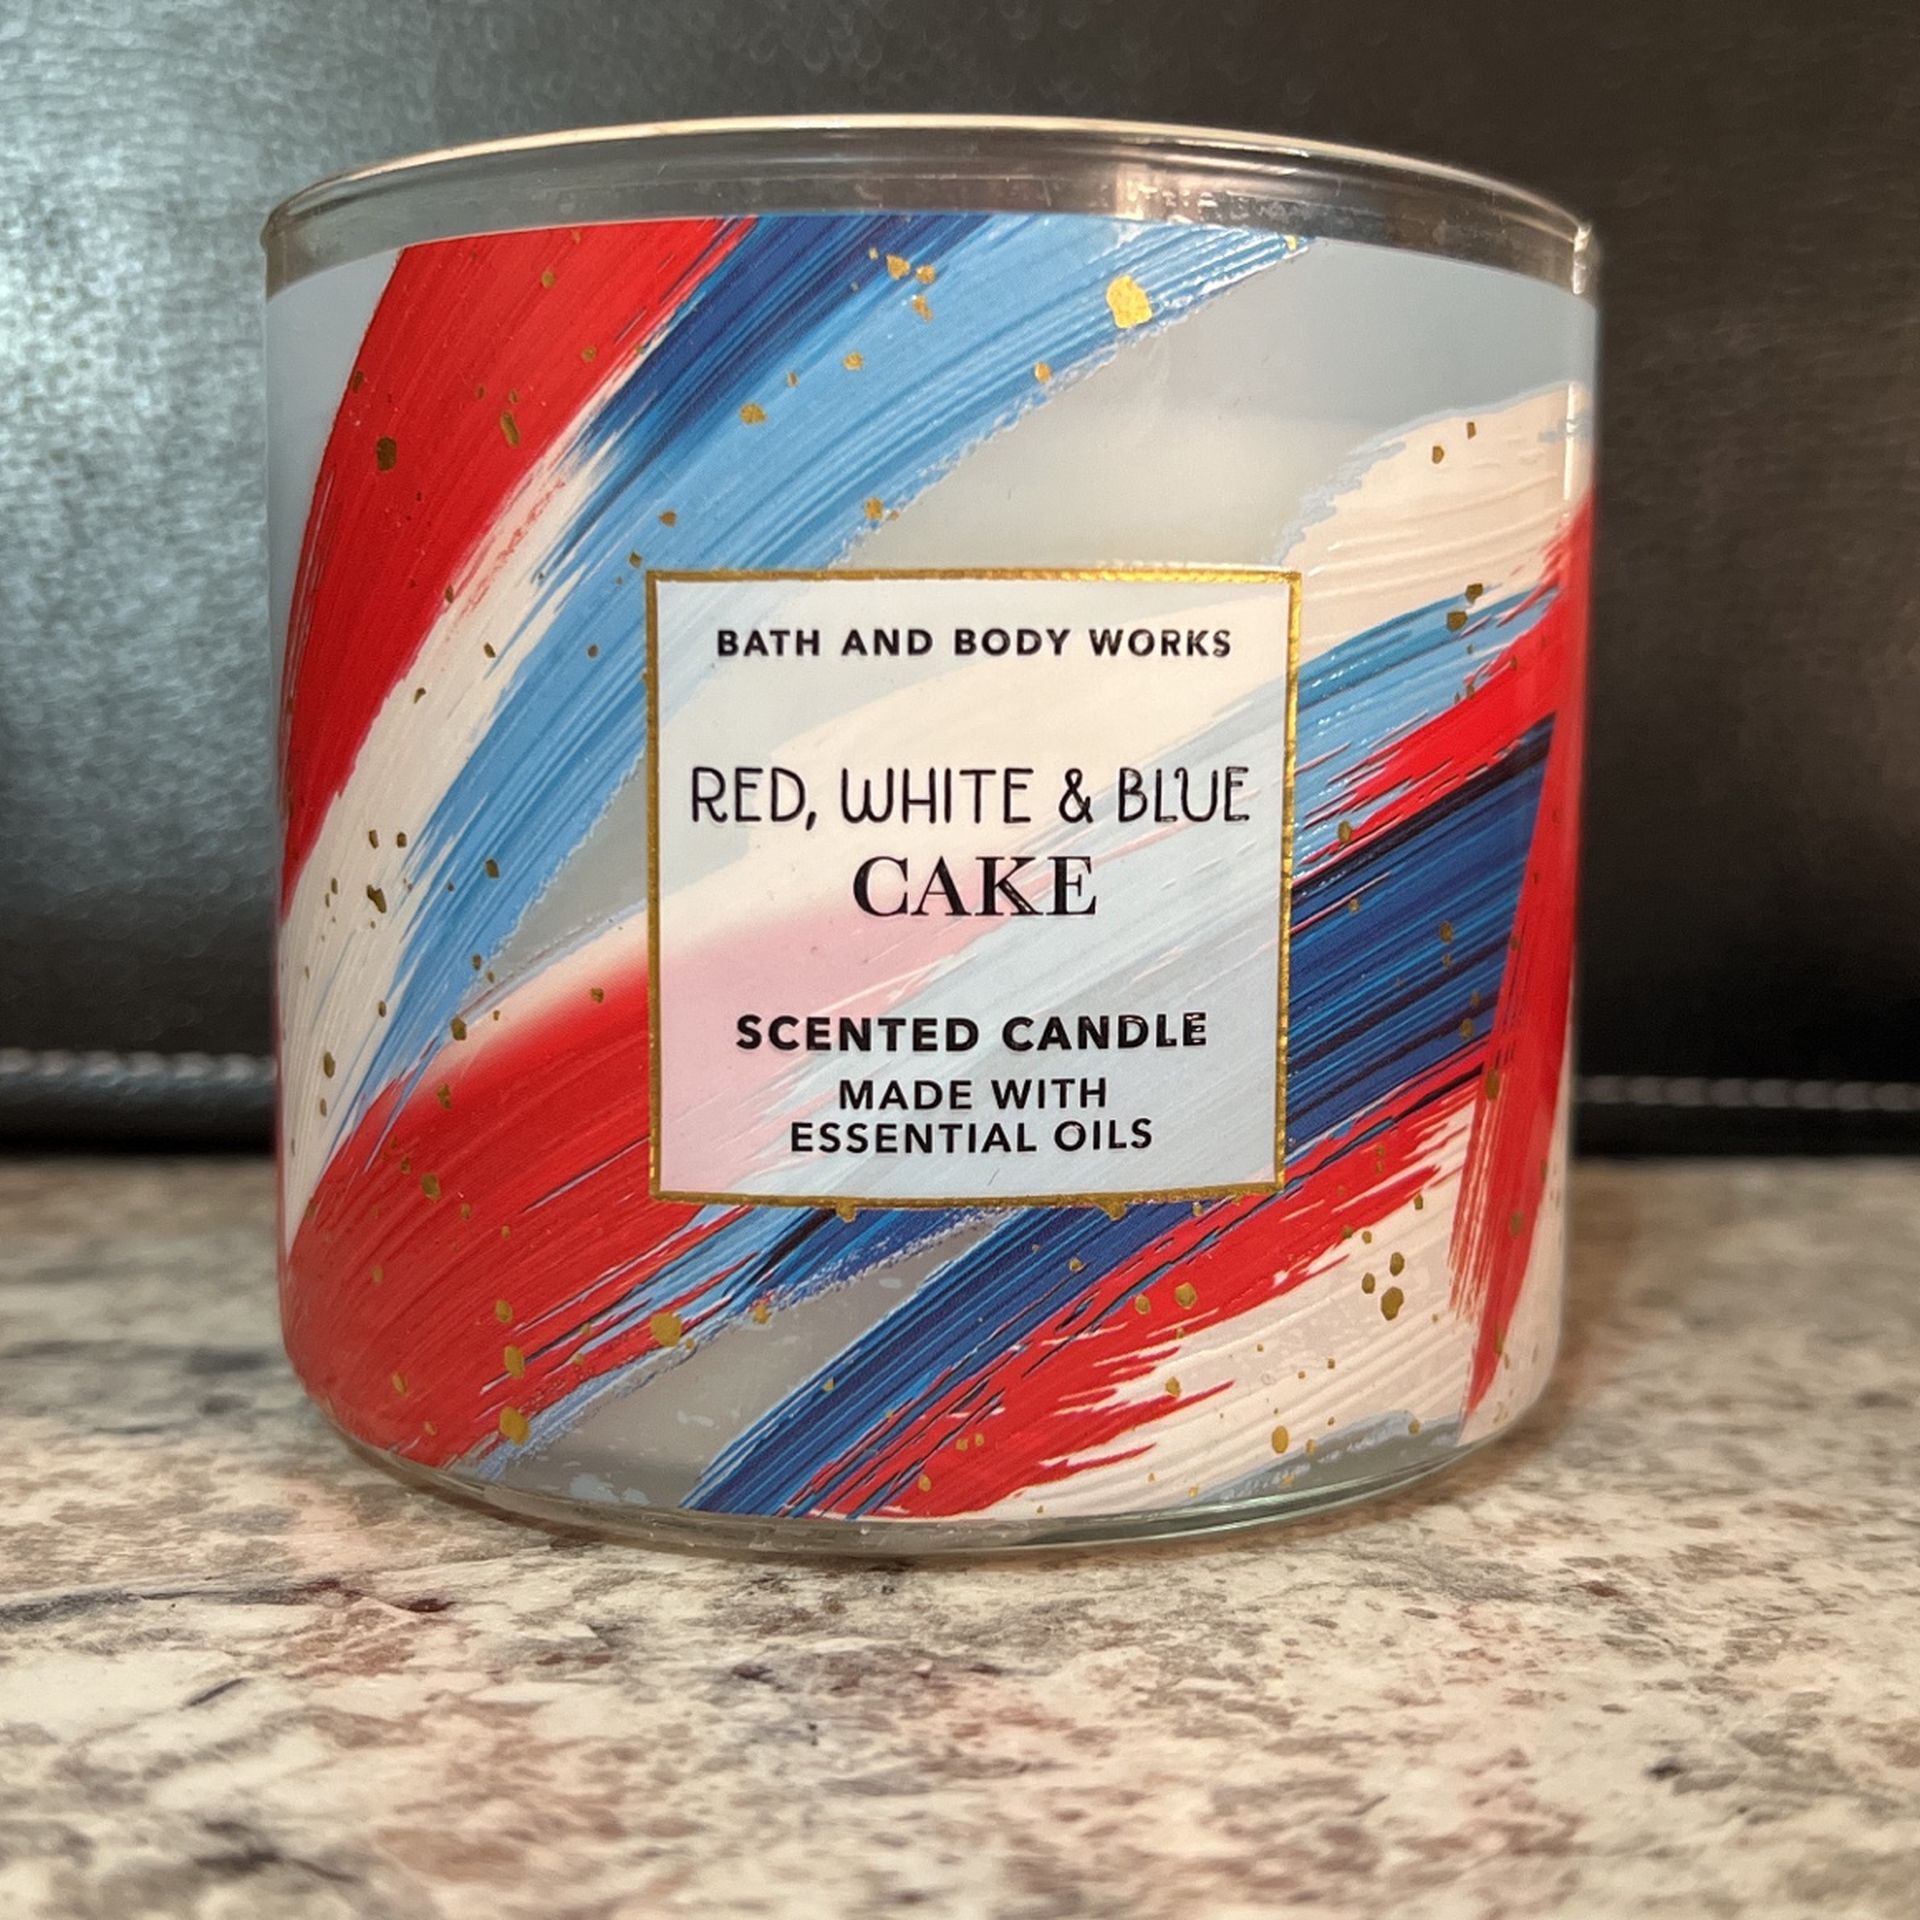 BATH AND BODY WORKS
RED, WHITE & BLUE
CAKE
SCENTED CANDLE
MADE WITH
ESSENTIAL OILS